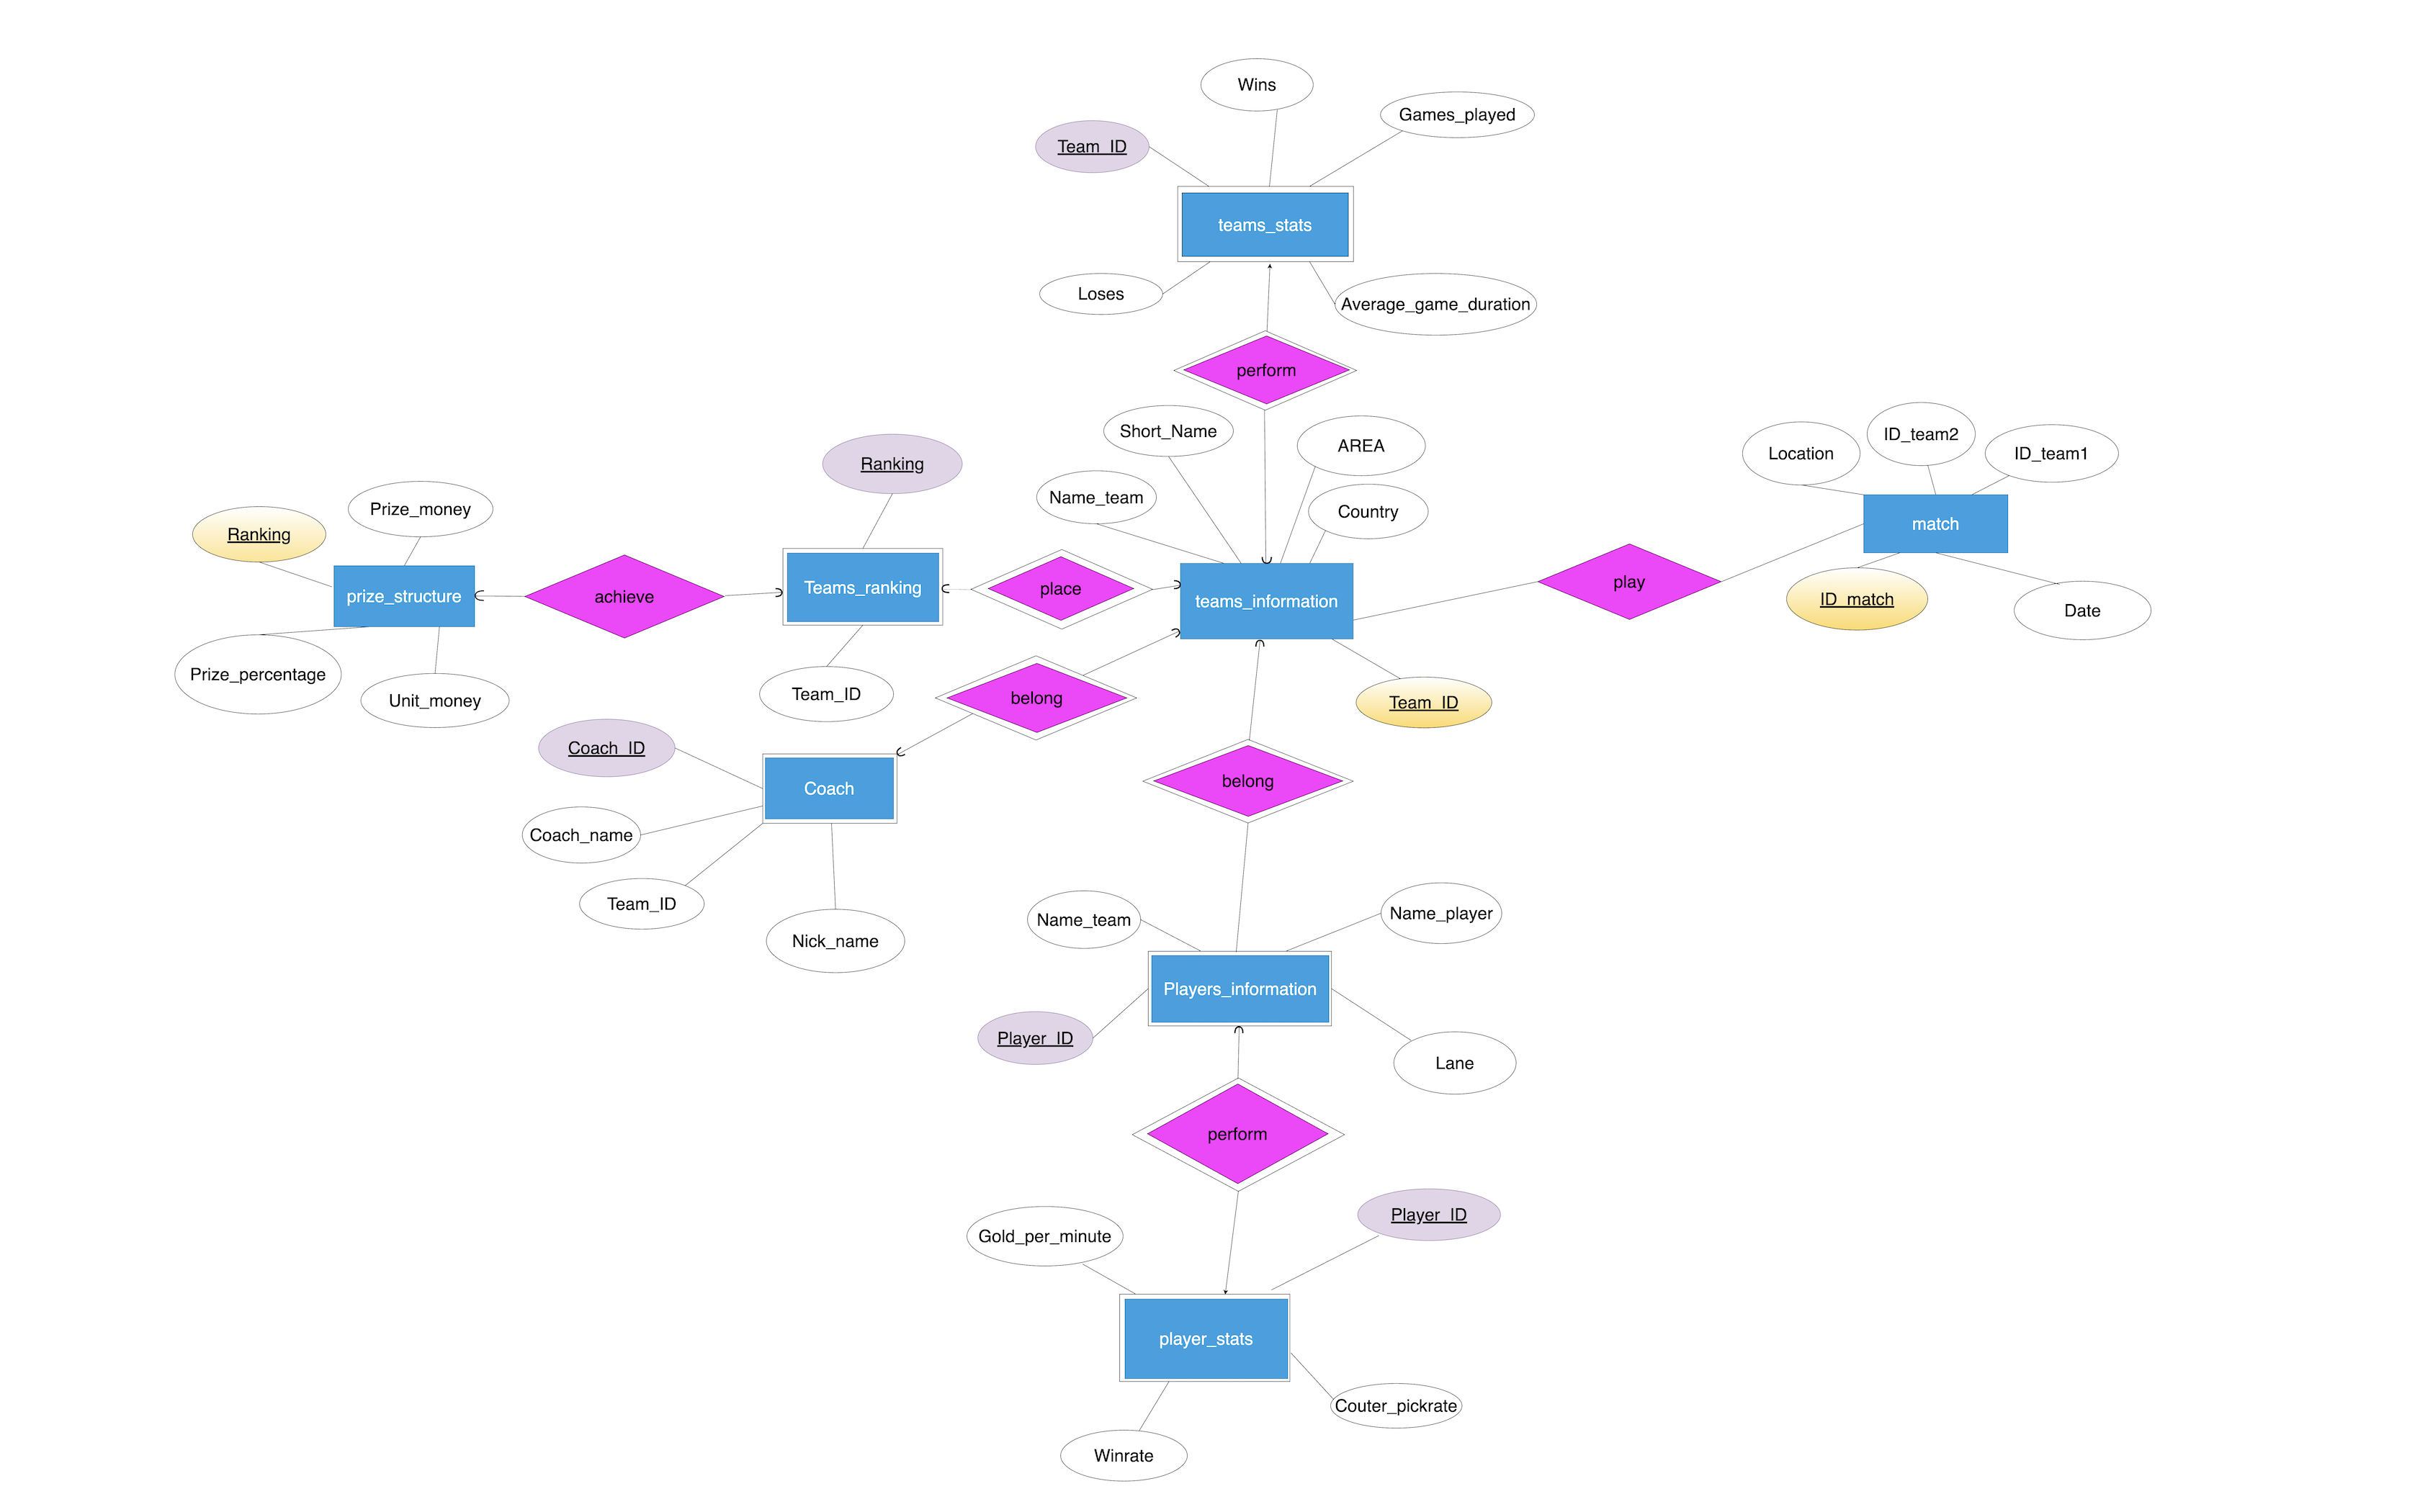 Wins
Games_played
Team_ID
teams_stats
Loses
Average_game_duration
perform
Short_Name
AREA
Location
ID_team2
ID_team1
Ranking
Name_team
Country
match
Prize_money
Ranking
prize_structure
achieve
Teams_ranking
place
teams_information
play
ID_match
Date
Prize_percentage
Unit_money
Team_ID
belong
Team_ID
Coach_ID
Coach
belong
Coach_name
Team_ID
Nick_name
Name_team
Name_player
Players_information
Player_ID
Lane
perform
Gold_per_minute
Player_ID
player_stats
Couter_pickrate
Winrate